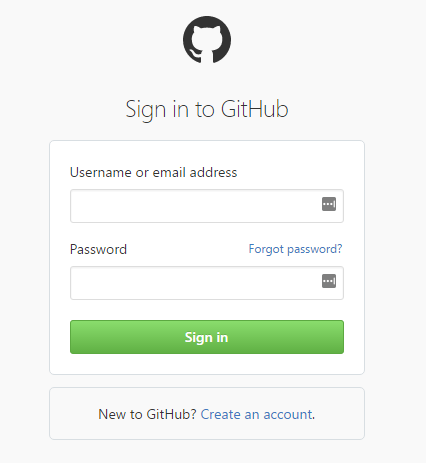 Sign in to GitHub
Username or email address
Password Forgot password?
Sign in
New to GitHub? Create an account.